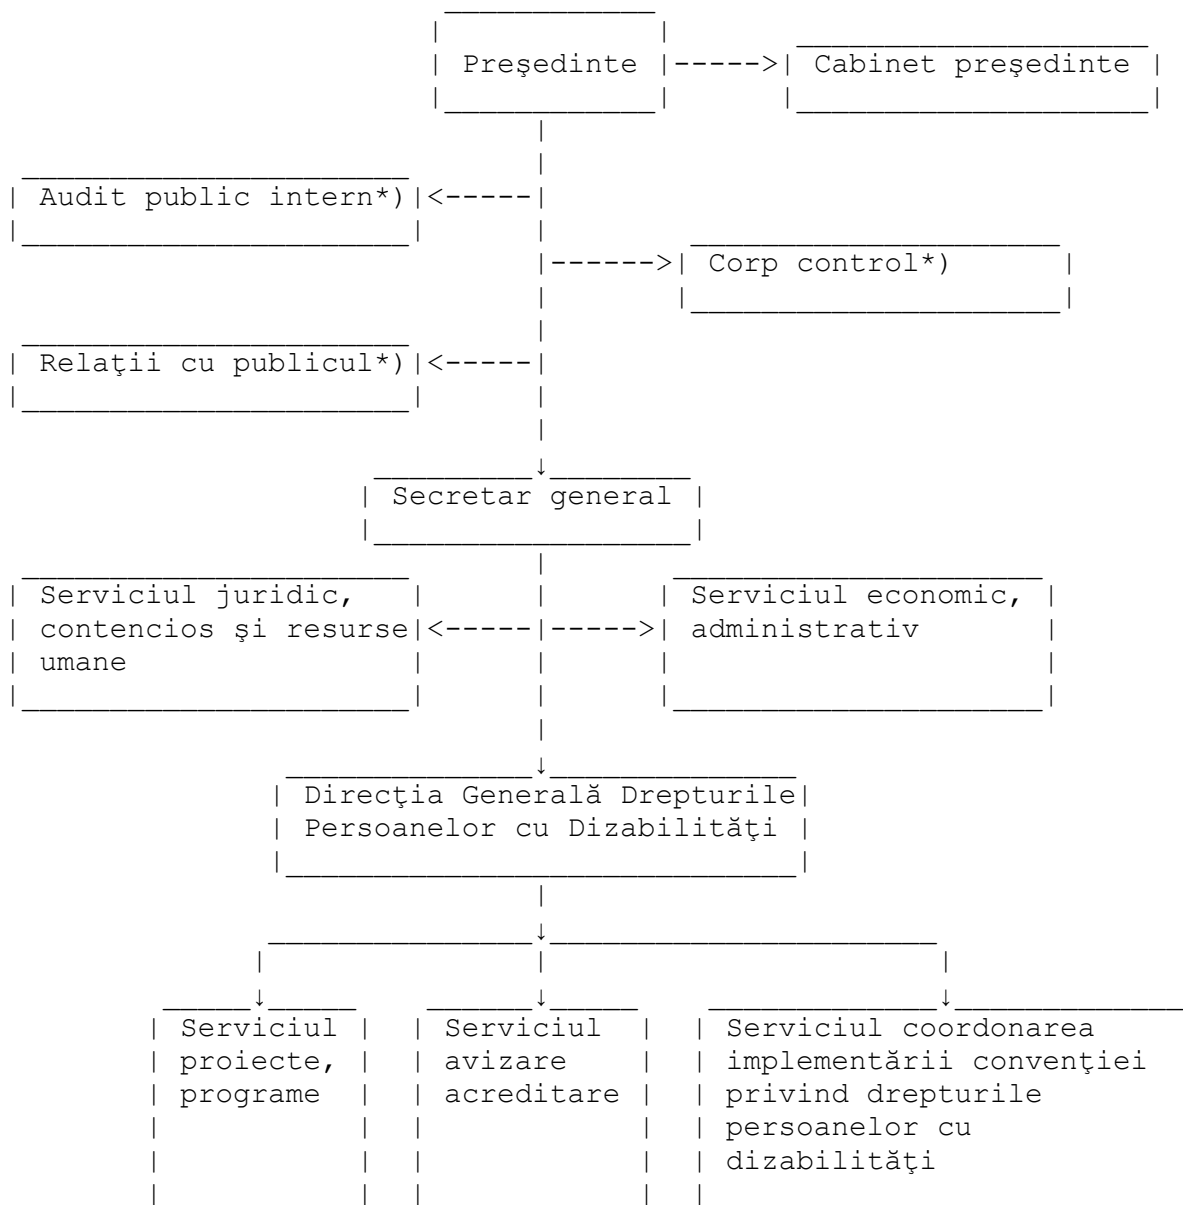 Preşedinte
Cabinet preşedinte
Audit public intern*)
Corp control*)
Relaţii cu publicul*)
Secretar general
Serviciul juridic,
contencios şi resurse
umane
Serviciul economic,
administrativ
Direcţia Generală Drepturile
Persoanelor cu Dizabilităţi
Serviciul
proiecte,
programe
Serviciul
avizare
acreditare
Serviciul coordonarea
implementării convenţiei
privind drepturile
persoanelor cu
dizabilităţi